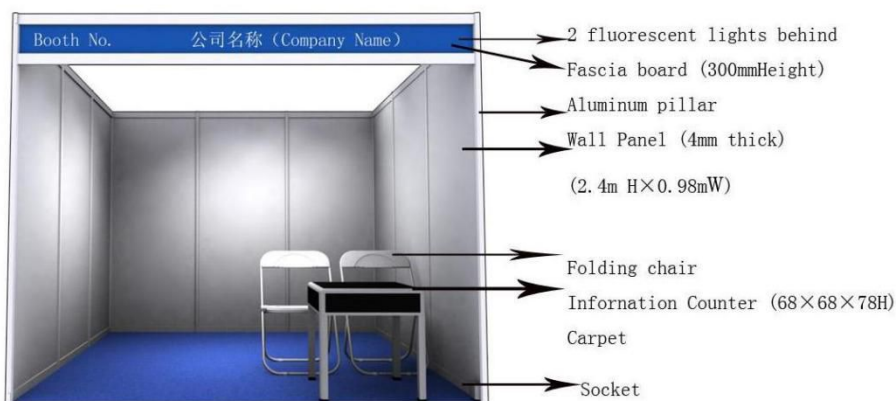 Booth No. 公司名称（Company Name）
2 fluorescent lights behind
Fascia board (300mmHeight)
Aluminum pillar
Wall Panel (4mm thick)
(2.4m H×0.98mW)
Folding chair
Infornation Counter (68×68×78H)
Carpet
Socket